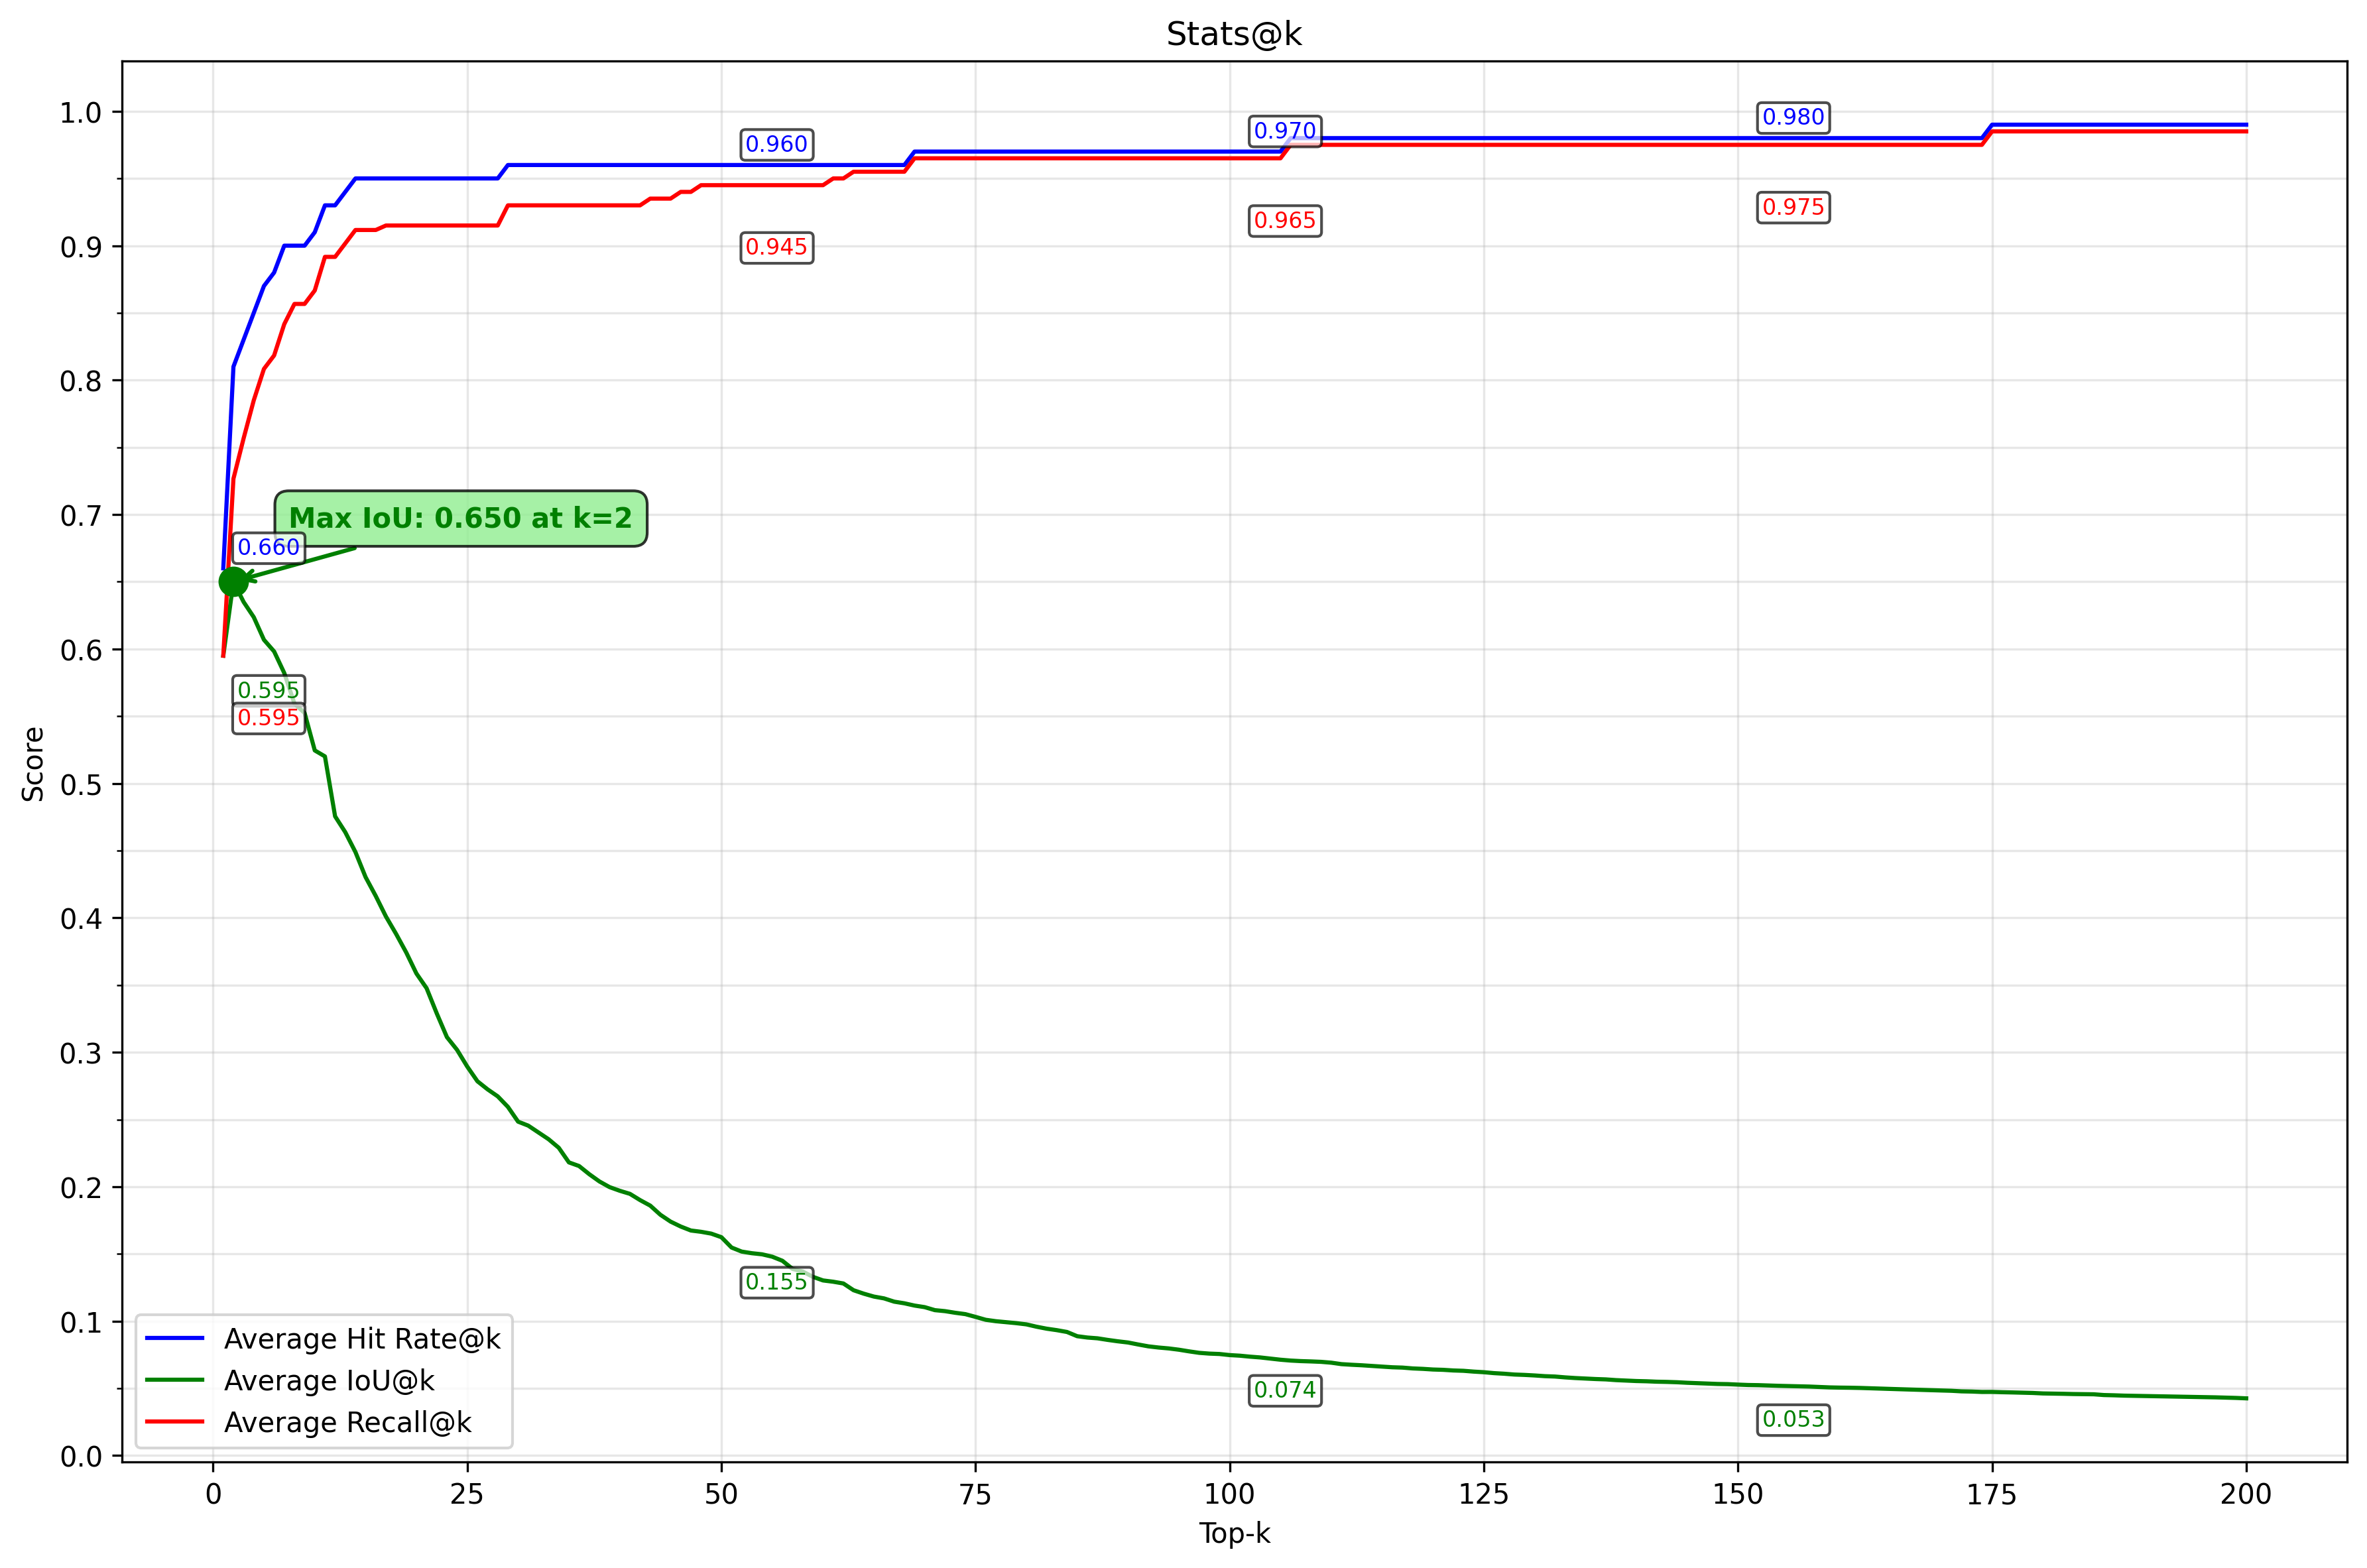 Stats@k
1.0
0.9
0.8
0.7
0.6
0.5
0.4
0.3
0.2
0.1
0.0
Score
0.960
0.970
0.980
0.945
0.965
0.975
Max IoU: 0.650 at k=2
0.660
0.595
0.595
0.155
0.074
0.053
Average Hit Rate@k
Average IoU@k
Average Recall@k
0 25 50 75 100 125 150 175 200
Top-k